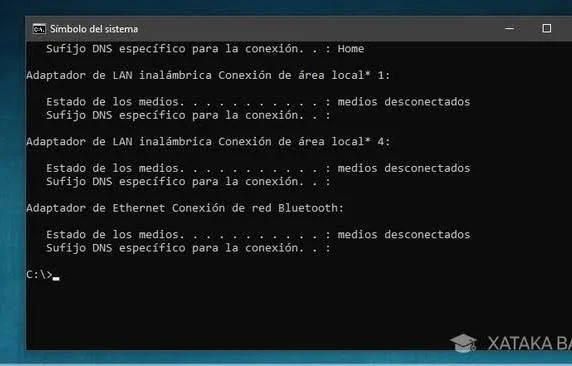 Símbolo del sistema
Sufijo DNS específico para la conexión. . : Home
Adaptador de LAN inalámbrica Conexión de área local* 1:
Estado de los medios. . . . . . . . . . . : medios desconectados
Sufijo DNS específico para la conexión. . :
Adaptador de LAN inalámbrica Conexión de área local* 4:
Estado de los medios. . . . . . . . . . . : medios desconectados
Sufijo DNS específico para la conexión. . :
Adaptador de Ethernet Conexión de red Bluetooth:
Estado de los medios. . . . . . . . . . . : medios desconectados
Sufijo DNS específico para la conexión. . :
C:\>
XATAKA BA